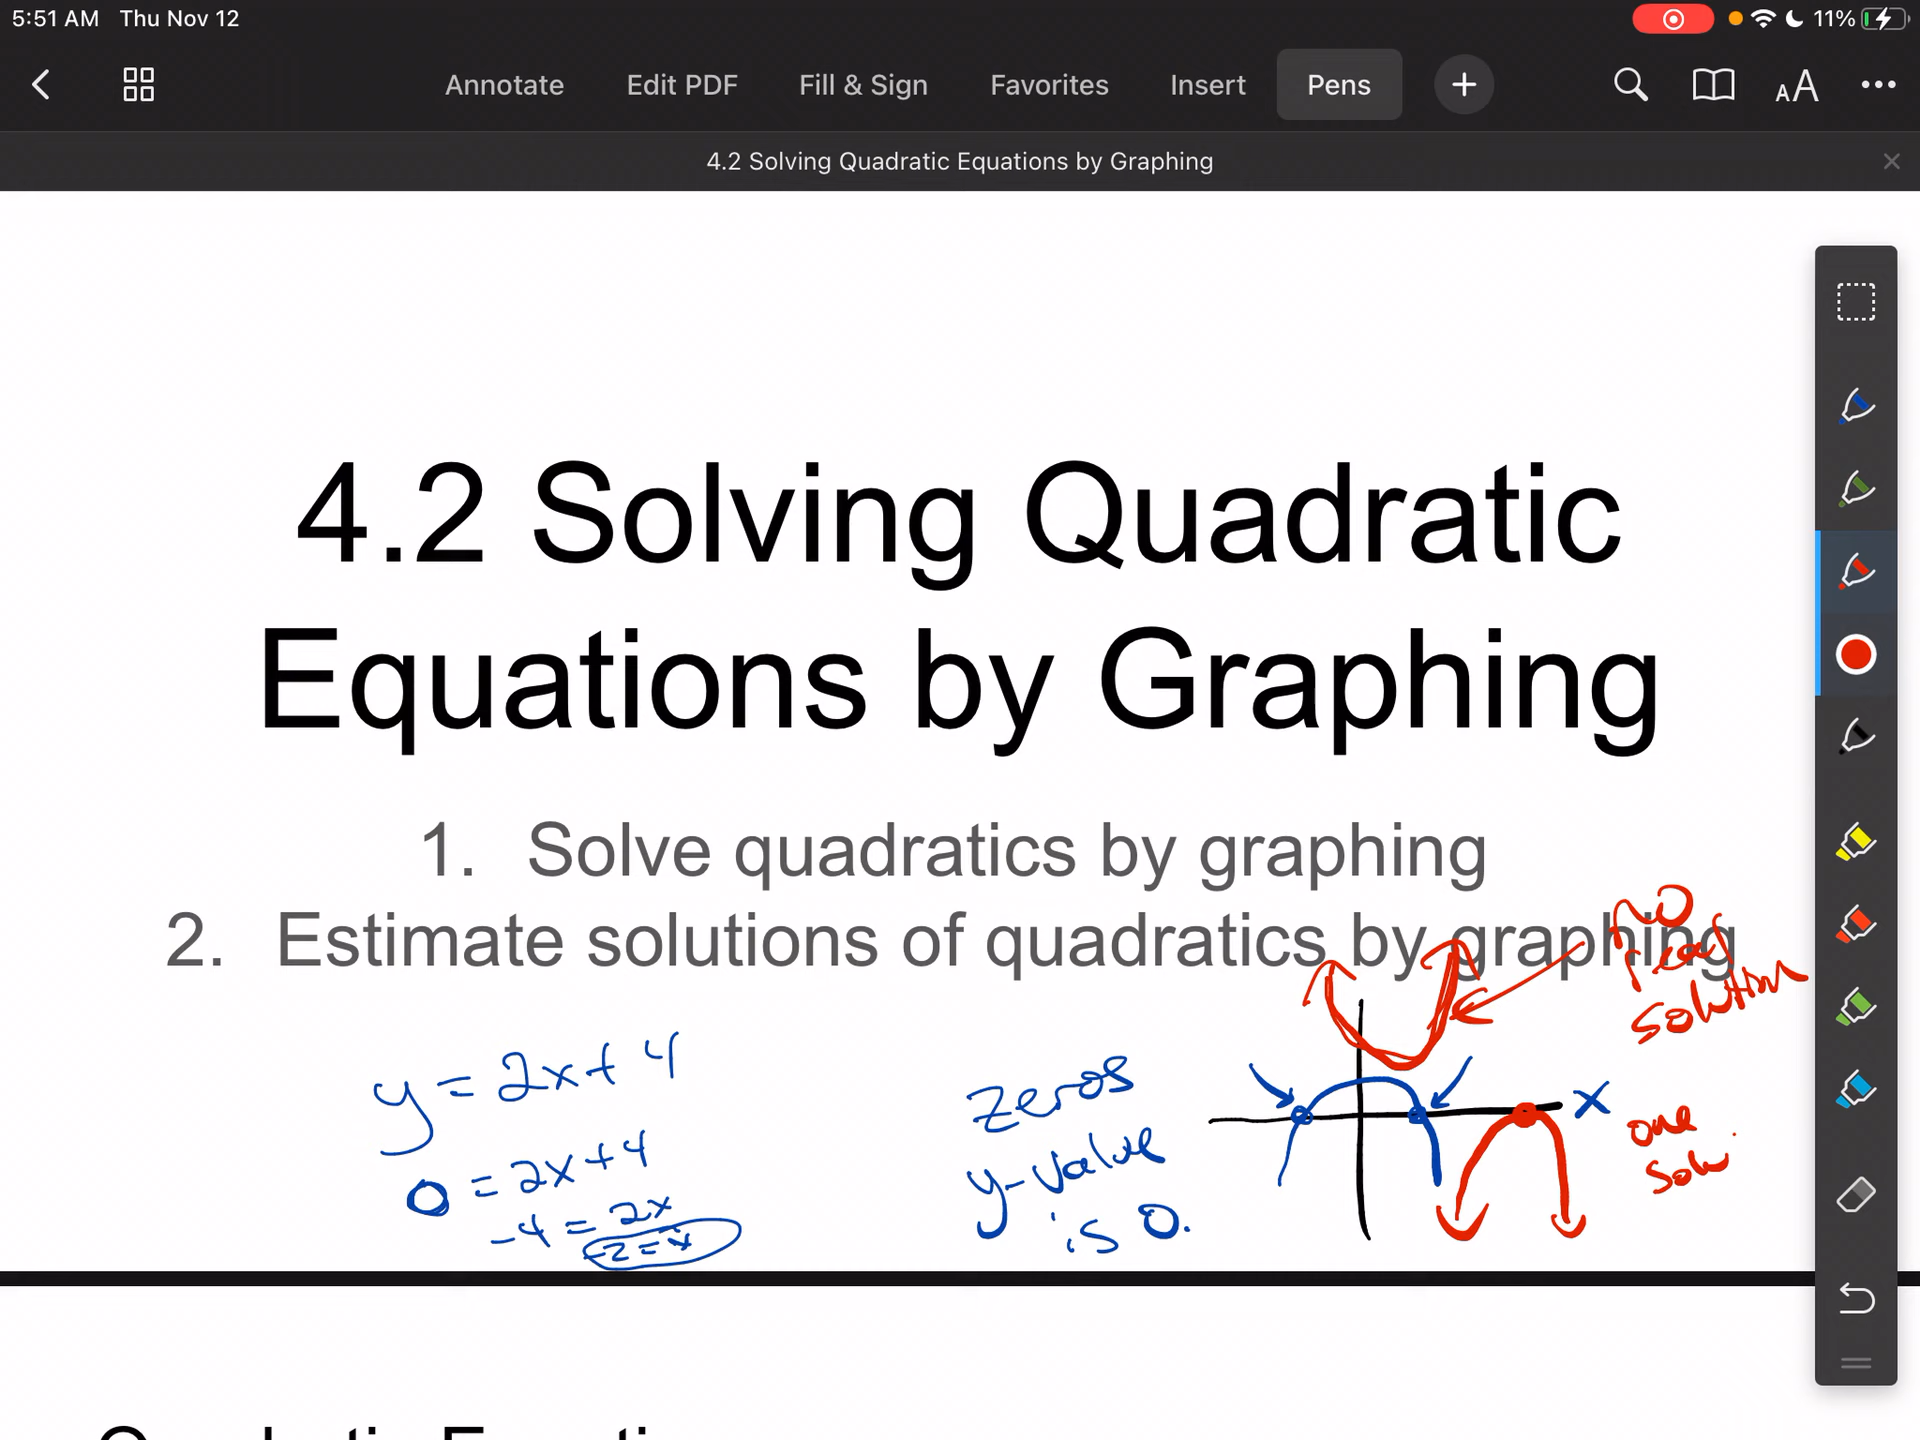 5:51 AM Thu Nov 12
11%
Annotate Edit PDF Fill & Sign Favorites Insert Pens +
AA
4.2 Solving Quadratic Equations by Graphing
4.2 Solving Quadratic
Equations by Graphing
1. Solve quadratics by graphing
2. Estimate solutions of quadratics by graphing
no
real
solution
y = 2x + 4
0 = 2x + 4
-4 = 2x
-2 = x
zeros
y-value
is 0.
x
one
soln.